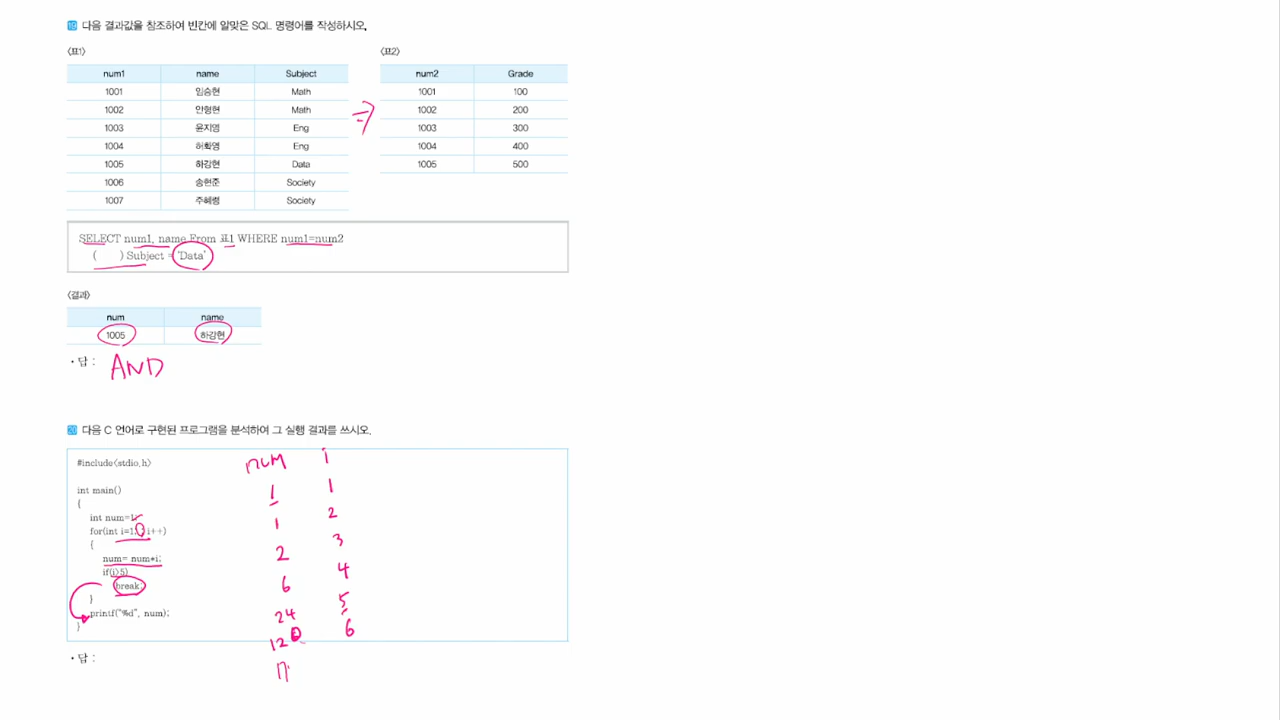 19 다음 결과값을 참조하여 빈칸에 알맞은 SQL 명령어를 작성하시오.
〈표1〉
num1 name Subject
1001 임승현 Math
1002 안형현 Math
1003 윤지영 Eng
1004 허확영 Eng
1005 하강현 Data
1006 송현준 Society
1007 주혜령 Society
〈표2〉
num2 Grade
1001 100
1002 200
1003 300
1004 400
1005 500
SELECT num1, name From 표1 WHERE num1=num2
( ) Subject = 'Data'
〈결과〉
num name
1005 하강현
• 답 : AND
20 다음 C 언어로 구현된 프로그램을 분석하여 그 실행 결과를 쓰시오.
#include<stdio.h>
int main()
{
int num=1;
for(int i=1; ; i++)
{
num= num*i;
if(i>5)
break;
}
printf("%d", num);
}
num i
1 1
1 2
2 3
6 4
24 5
120 6
• 답 :